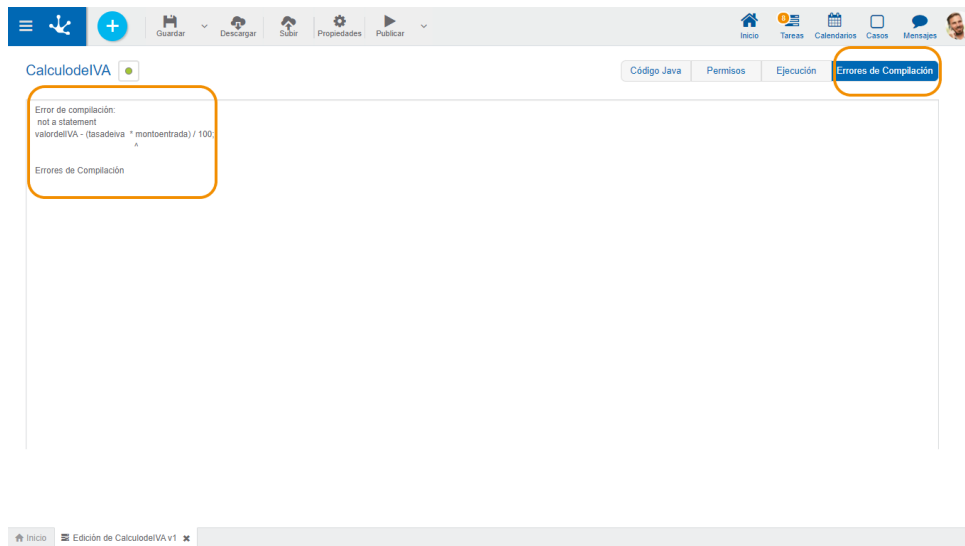 Guardar
Descargar
Subir
Propiedades
Publicar
Inicio
8
Tareas
Calendarios
Casos
Mensajes
CalculodeIVA
Código Java
Permisos
Ejecución
Errores de Compilación
Error de compilación:
not a statement
valordelIVA - (tasadeiva * montoentrada) / 100;
^
Errores de Compilación
Inicio
Edición de CalculodeIVA v1